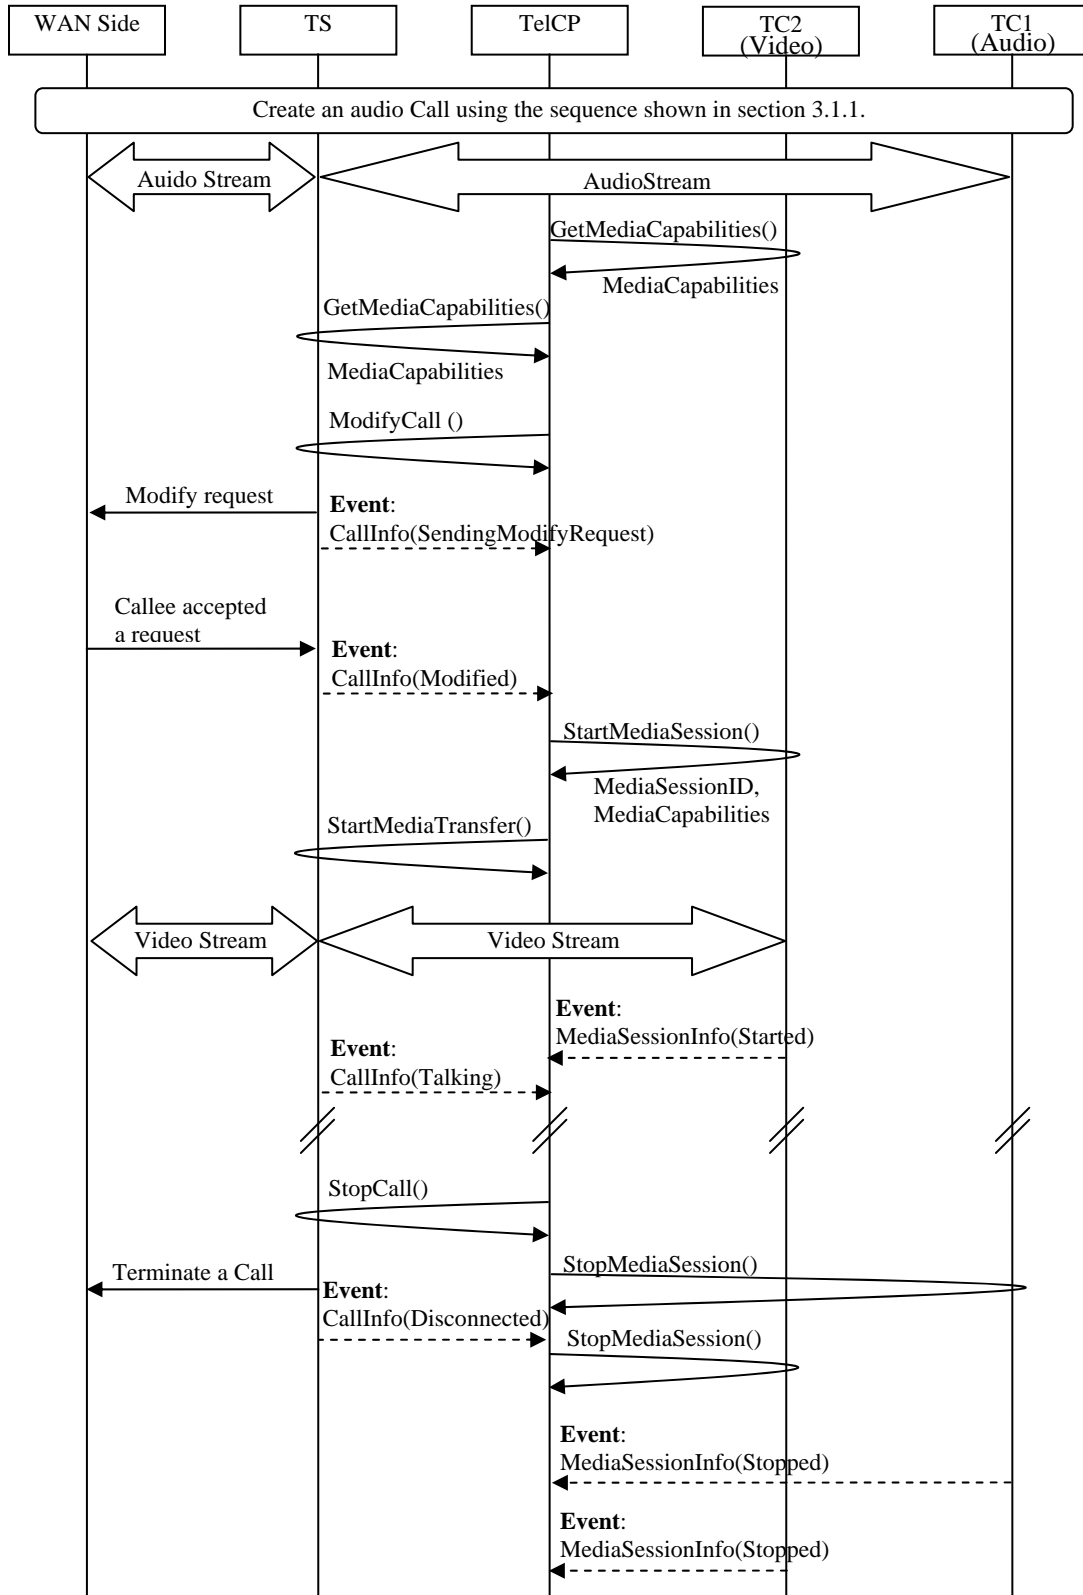 WAN Side
TS
TelCP
TC2
(Video)
TC1
(Audio)
Create an audio Call using the sequence shown in section 3.1.1.
Auido Stream
AudioStream
GetMediaCapabilities()
MediaCapabilities
GetMediaCapabilities()
MediaCapabilities
ModifyCall ()
Modify request
Event:
CallInfo(SendingModifyRequest)
Callee accepted
a request
Event:
CallInfo(Modified)
StartMediaSession()
MediaSessionID,
MediaCapabilities
StartMediaTransfer()
Video Stream
Video Stream
Event:
MediaSessionInfo(Started)
Event:
CallInfo(Talking)
StopCall()
StopMediaSession()
Terminate a Call
Event:
CallInfo(Disconnected)
StopMediaSession()
Event:
MediaSessionInfo(Stopped)
Event:
MediaSessionInfo(Stopped)